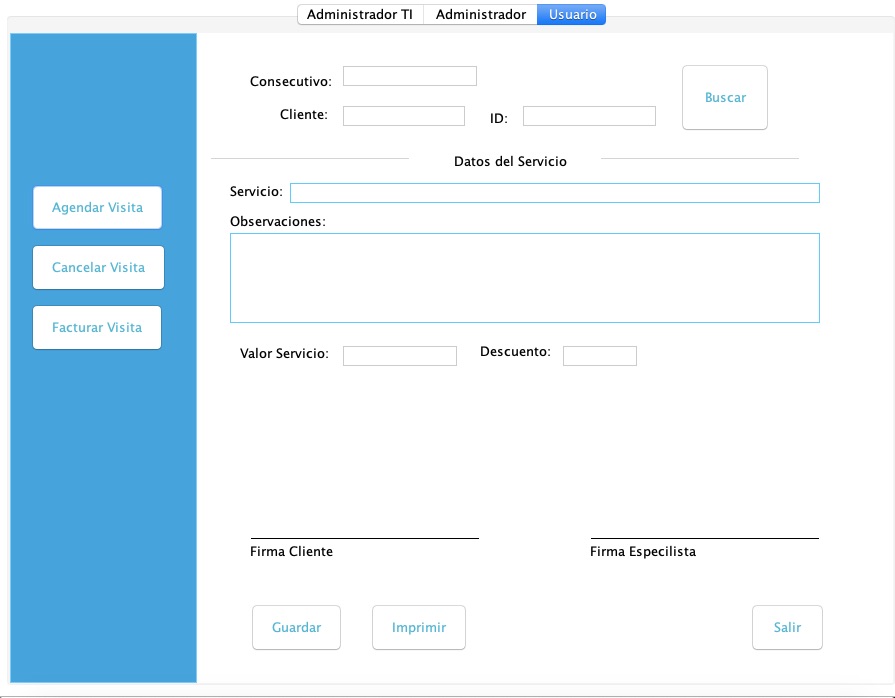 Administrador TI Administrador Usuario
Consecutivo:
Buscar
Cliente: ID:
Datos del Servicio
Servicio:
Observaciones:
Agendar Visita
Cancelar Visita
Facturar Visita
Valor Servicio: Descuento:
Firma Cliente Firma Especilista
Guardar Imprimir Salir